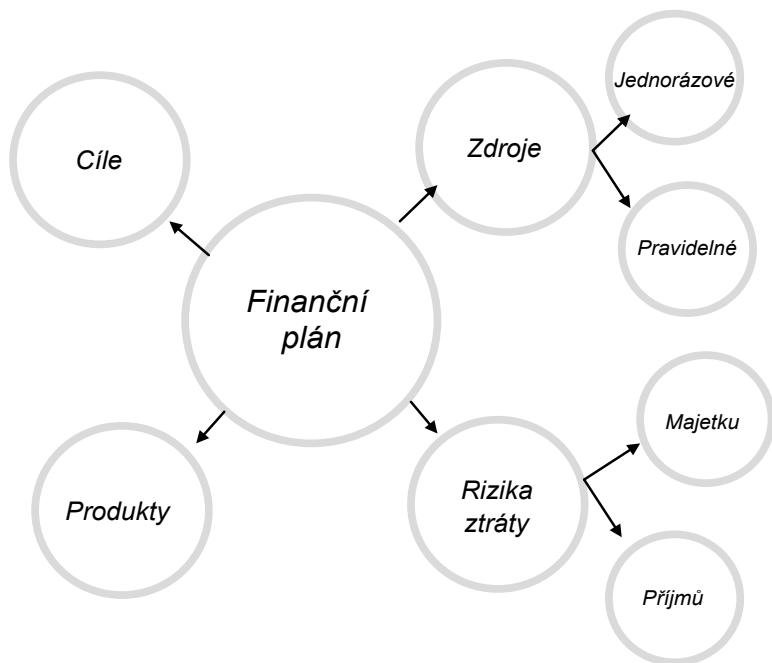 Jednorázové
Cíle
Zdroje
Pravidelné
Finanční
plán
Majetku
Produkty
Rizika
ztráty
Příjmů